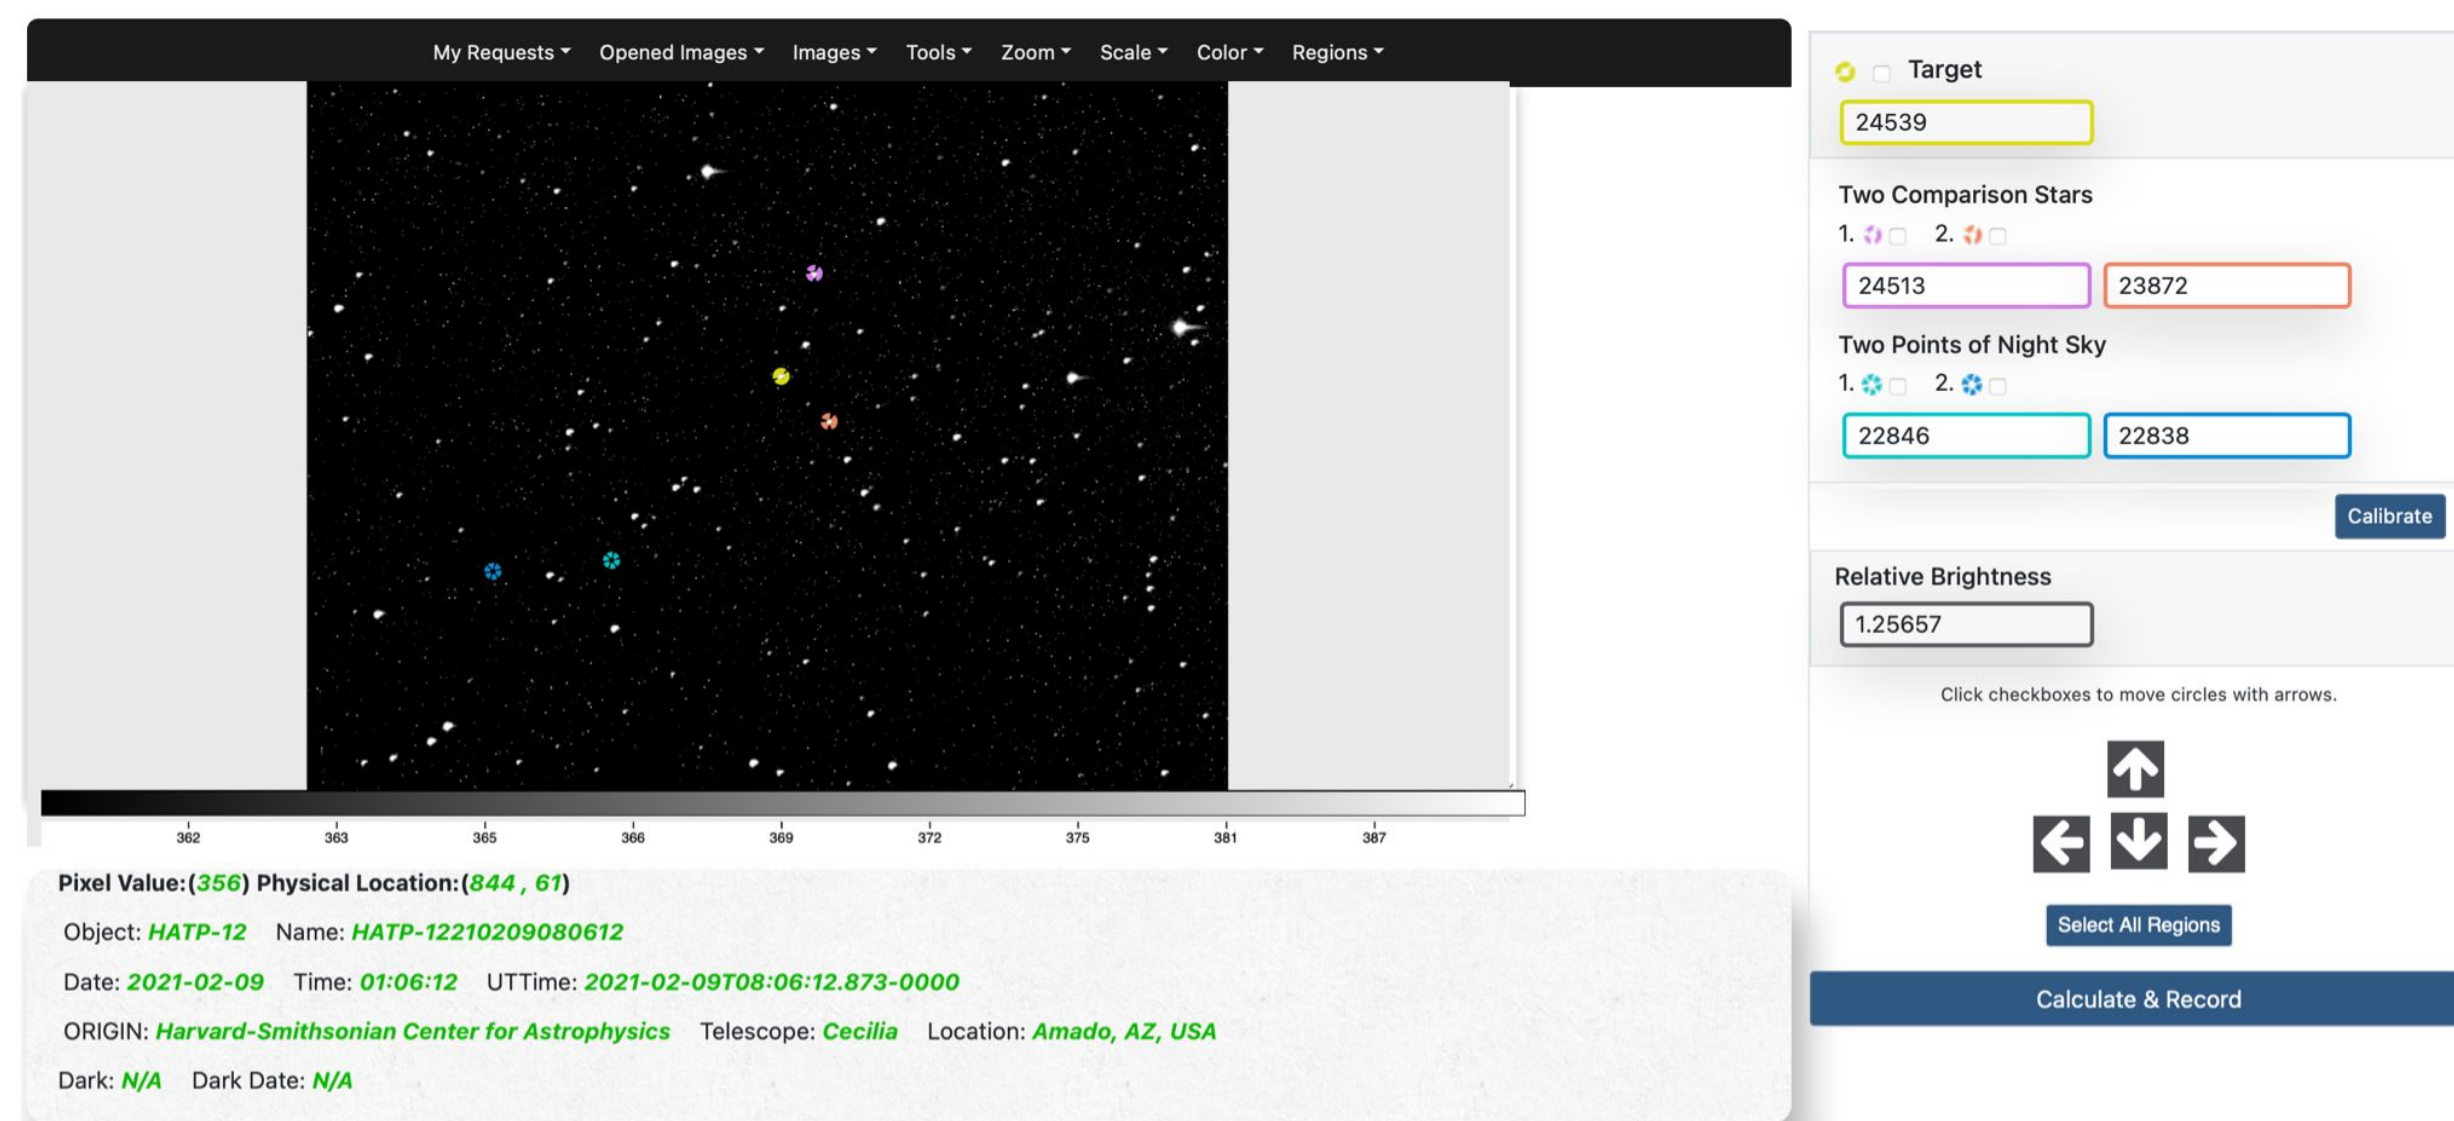 My Requests Opened Images Images Tools Zoom Scale Color Regions
362 363 365 366 369 372 375 381 387
Pixel Value:(356) Physical Location:(844 , 61)
Object: HATP-12 Name: HATP-12210209080612
Date: 2021-02-09 Time: 01:06:12 UTTime: 2021-02-09T08:06:12.873-0000
ORIGIN: Harvard-Smithsonian Center for Astrophysics Telescope: Cecilia Location: Amado, AZ, USA
Dark: N/A Dark Date: N/A
Target
24539
Two Comparison Stars
1. 2.
24513 23872
Two Points of Night Sky
1. 2.
22846 22838
Calibrate
Relative Brightness
1.25657
Click checkboxes to move circles with arrows.
Select All Regions
Calculate & Record